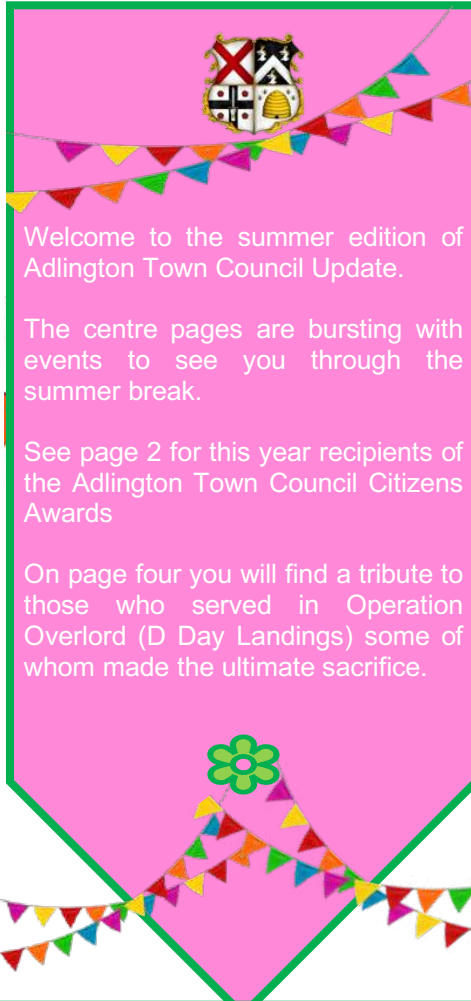 Welcome to the summer edition of
Adlington Town Council Update.
The centre pages are bursting with
events to see you through the
summer break.
See page 2 for this year recipients of
the Adlington Town Council Citizens
Awards
On page four you will find a tribute to
those who served in Operation
Overlord (D Day Landings) some of
whom made the ultimate sacrifice.